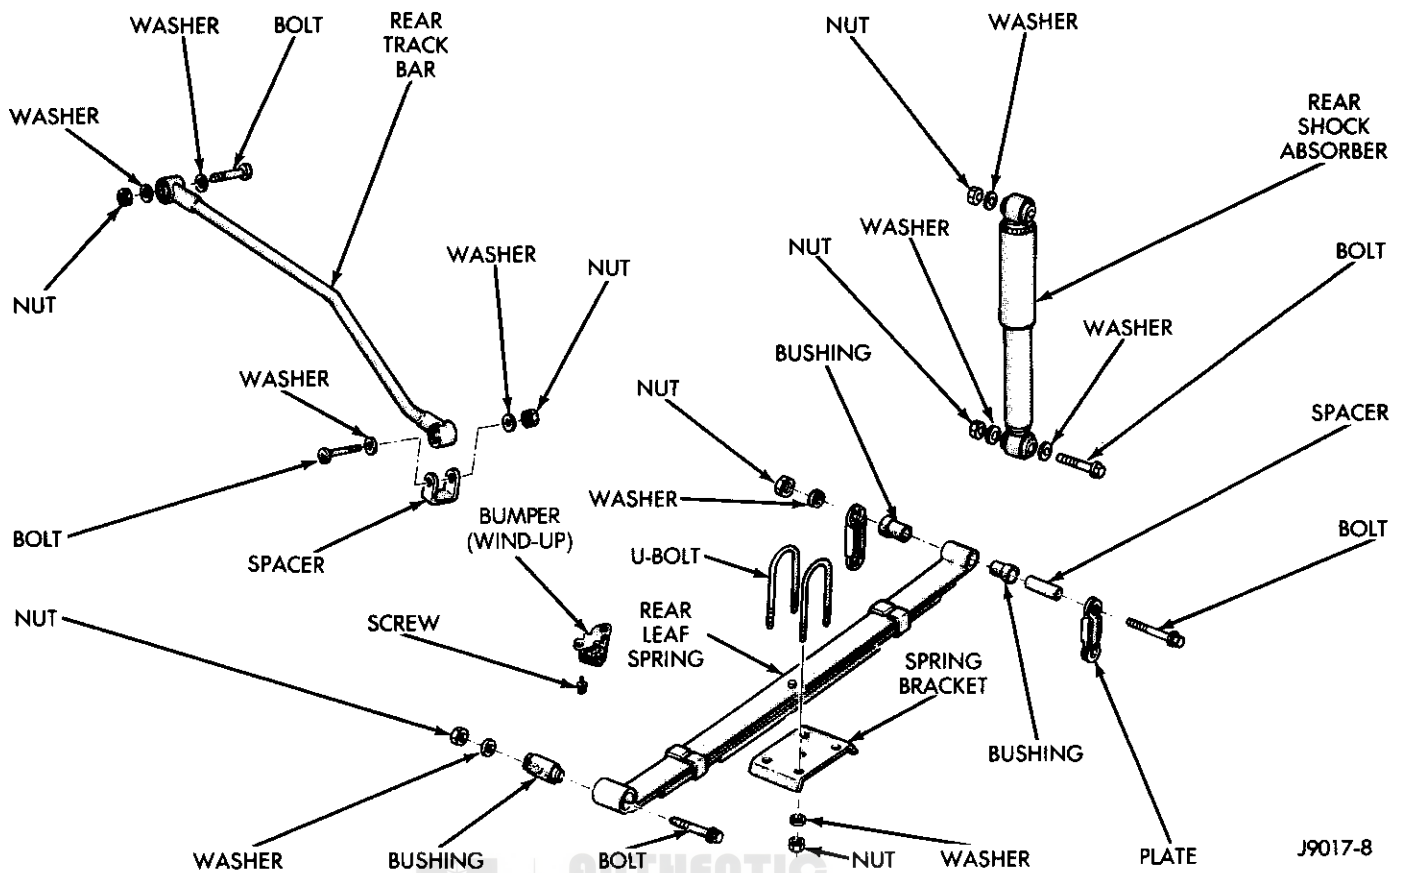 WASHER
BOLT
REAR
TRACK
BAR
NUT
WASHER
WASHER
REAR
SHOCK
ABSORBER
WASHER
NUT
WASHER
NUT
WASHER
NUT
BOLT
NUT
WASHER
BUSHING
WASHER
NUT
SPACER
BOLT
SPACER
BUMPER
(WIND-UP)
WASHER
U-BOLT
BOLT
NUT
SCREW
REAR
LEAF
SPRING
SPRING
BRACKET
BUSHING
WASHER
BUSHING
BOLT
NUT
WASHER
PLATE
J9017-8
AUTHENTIC